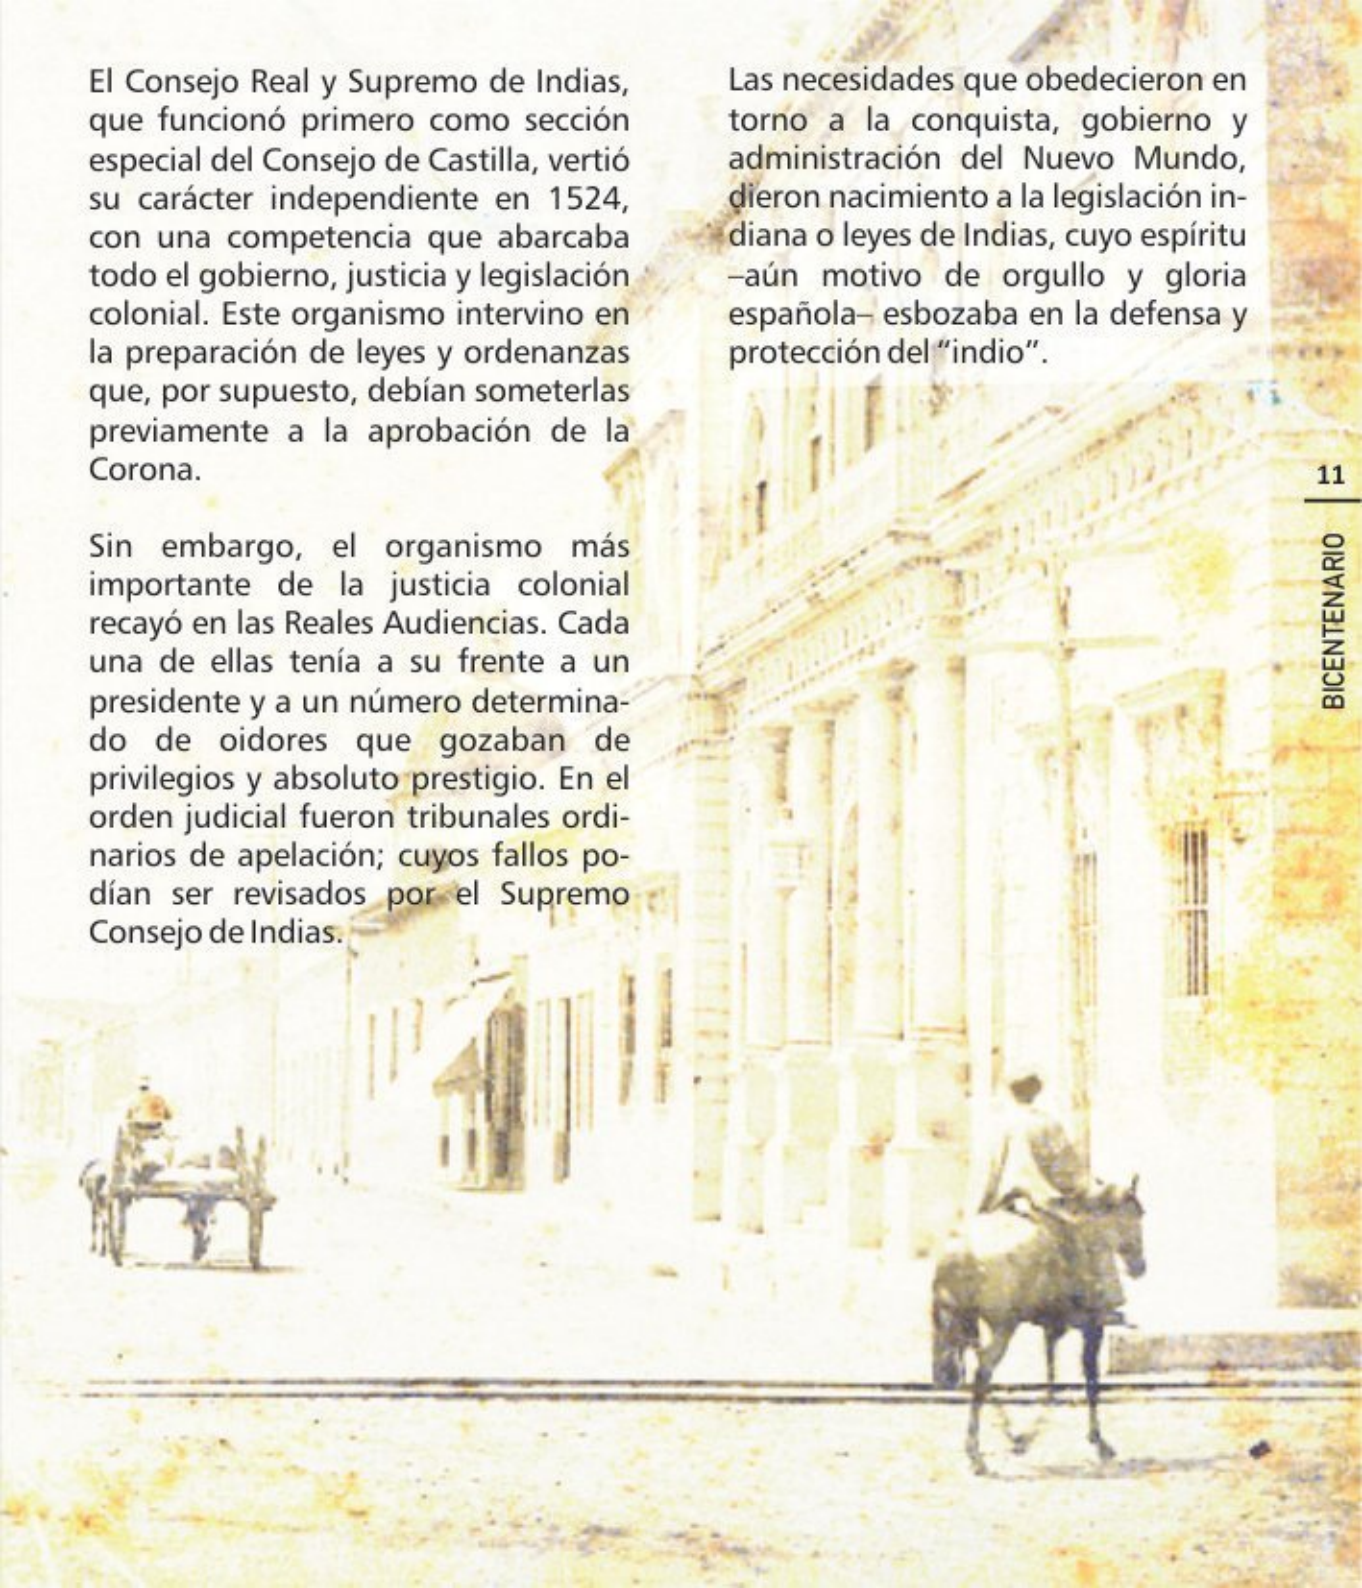 El Consejo Real y Supremo de Indias,
que funcionó primero como sección
especial del Consejo de Castilla, vertió
su carácter independiente en 1524,
con una competencia que abarcaba
todo el gobierno, justicia y legislación
colonial. Este organismo intervino en
la preparación de leyes y ordenanzas
que, por supuesto, debían someterlas
previamente a la aprobación de la
Corona.
Sin embargo, el organismo más
importante de la justicia colonial
recayó en las Reales Audiencias. Cada
una de ellas tenía a su frente a un
presidente y a un número determina-
do de oidores que gozaban de
privilegios y absoluto prestigio. En el
orden judicial fueron tribunales ordi-
narios de apelación; cuyos fallos po-
dían ser revisados por el Supremo
Consejo de Indias.
Las necesidades que obedecieron en
torno a la conquista, gobierno y
administración del Nuevo Mundo,
dieron nacimiento a la legislación in-
diana o leyes de Indias, cuyo espíritu
–aún motivo de orgullo y gloria
española– esbozaba en la defensa y
protección del “indio”.
11
BICENTENARIO